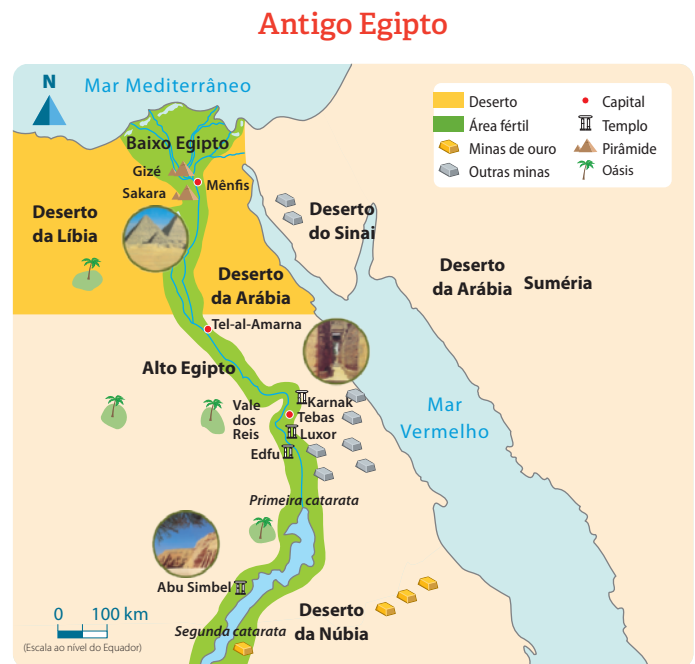 Antigo Egipto
N
Mar Mediterrâneo
Deserto
Capital
Área fértil
Templo
Minas de ouro
Pirâmide
Outras minas
Oásis
Baixo Egipto
Gizé
Mênfis
Sakara
Deserto
da Líbia
Deserto
do Sinai
Deserto
da Arábia
Deserto
da Arábia
Suméria
Tel-al-Amarna
Alto Egipto
Karnak
Vale
dos
Reis
Tebas
Luxor
Edfu
Mar
Vermelho
Primeira catarata
Abu Simbel
0 100 km
(Escala ao nível do Equador)
Segunda catarata
Deserto
da Núbia